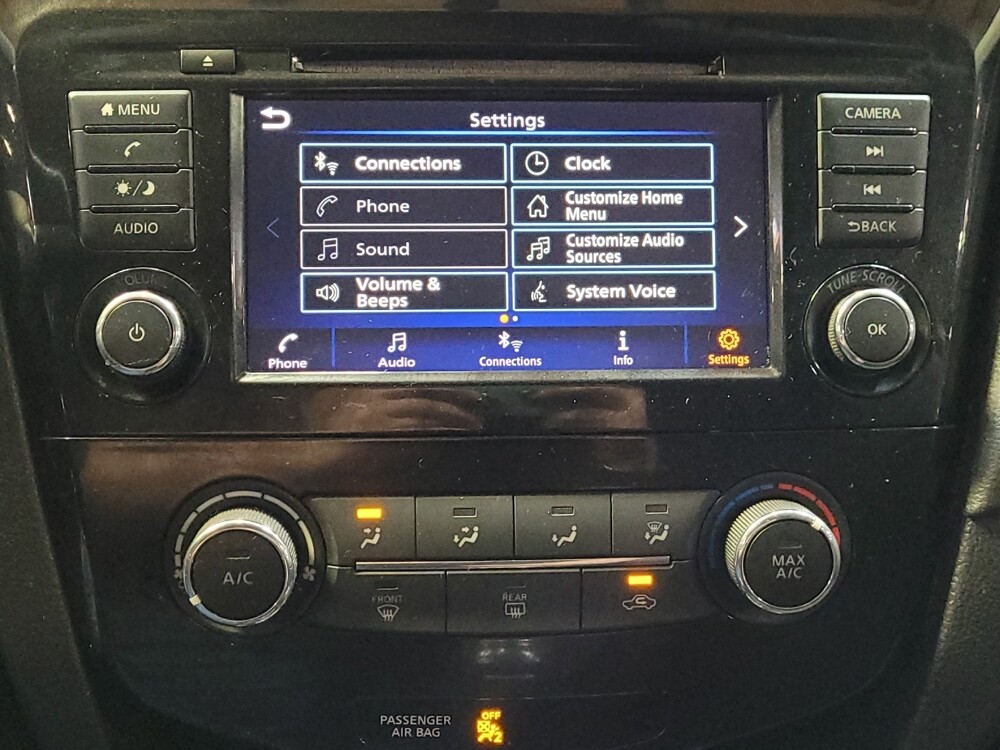 MENU
AUDIO
Settings
Connections
Clock
Phone
Customize Home
Menu
Sound
Customize Audio
Sources
Volume &
Beeps
System Voice
Phone
Audio
Connections
Info
Settings
CAMERA
BACK
TUNE-SCROLL
OK
A/C
MAX
A/C
FRONT
REAR
PASSENGER
AIR BAG
OFF
2